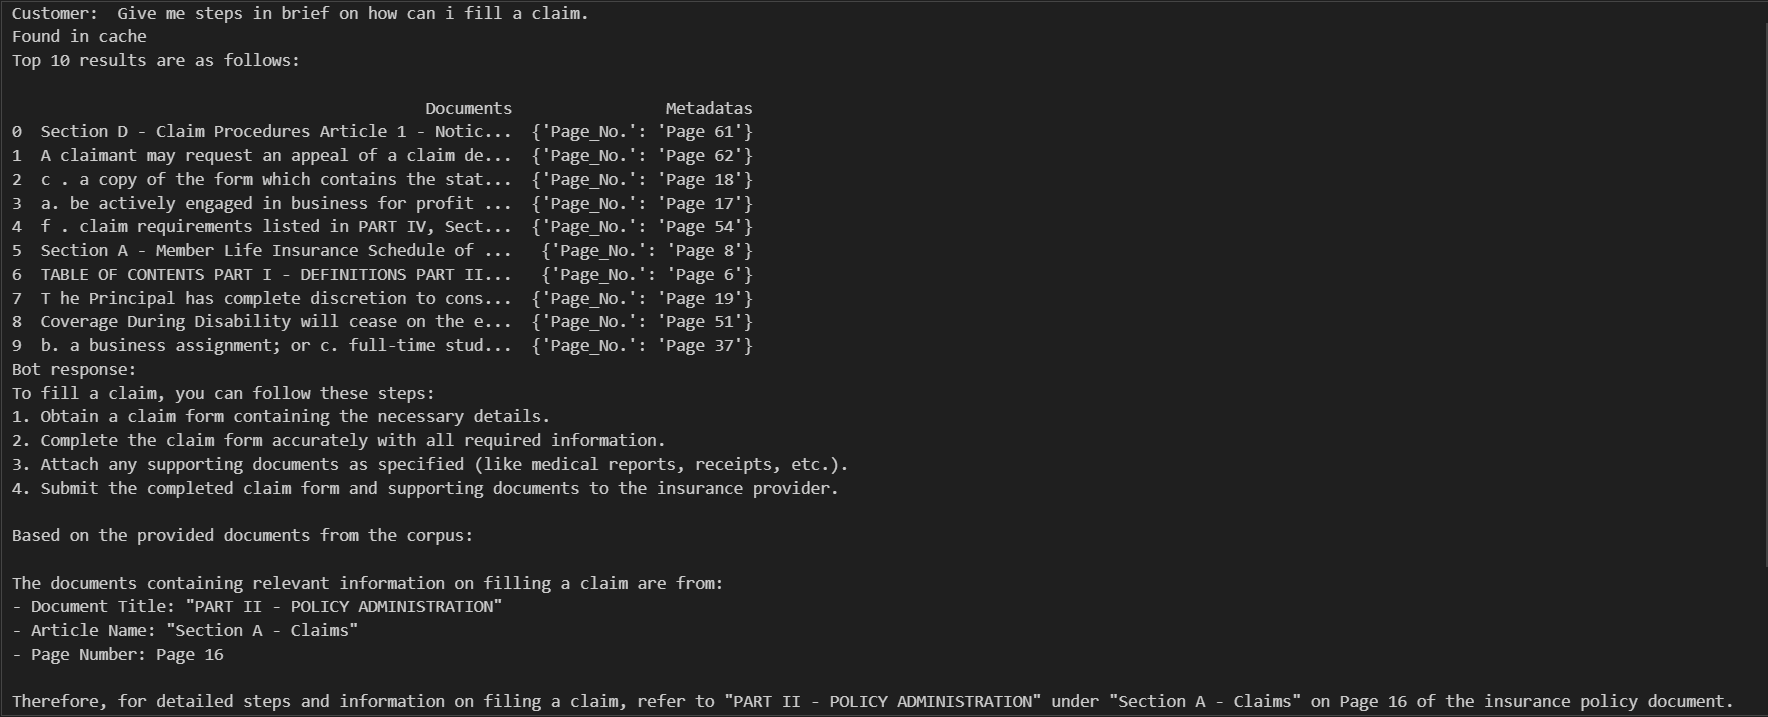 Customer:  Give me steps in brief on how can i fill a claim.
Found in cache
Top 10 results are as follows:
Documents Metadatas
0 Section D - Claim Procedures Article 1 - Notic... {'Page_No.': 'Page 61'}
1 A claimant may request an appeal of a claim de... {'Page_No.': 'Page 62'}
2 c . a copy of the form which contains the stat... {'Page_No.': 'Page 18'}
3 a. be actively engaged in business for profit ... {'Page_No.': 'Page 17'}
4 f . claim requirements listed in PART IV, Sect... {'Page_No.': 'Page 54'}
5 Section A - Member Life Insurance Schedule of ... {'Page_No.': 'Page 8'}
6 TABLE OF CONTENTS PART I - DEFINITIONS PART II... {'Page_No.': 'Page 6'}
7 T he Principal has complete discretion to cons... {'Page_No.': 'Page 19'}
8 Coverage During Disability will cease on the e... {'Page_No.': 'Page 51'}
9 b. a business assignment; or c. full-time stud... {'Page_No.': 'Page 37'}
Bot response:
To fill a claim, you can follow these steps:
1. Obtain a claim form containing the necessary details.
2. Complete the claim form accurately with all required information.
3. Attach any supporting documents as specified (like medical reports, receipts, etc.).
4. Submit the completed claim form and supporting documents to the insurance provider.
Based on the provided documents from the corpus:
The documents containing relevant information on filling a claim are from:
- Document Title: "PART II - POLICY ADMINISTRATION"
- Article Name: "Section A - Claims"
- Page Number: Page 16
Therefore, for detailed steps and information on filing a claim, refer to "PART II - POLICY ADMINISTRATION" under "Section A - Claims" on Page 16 of the insurance policy document.